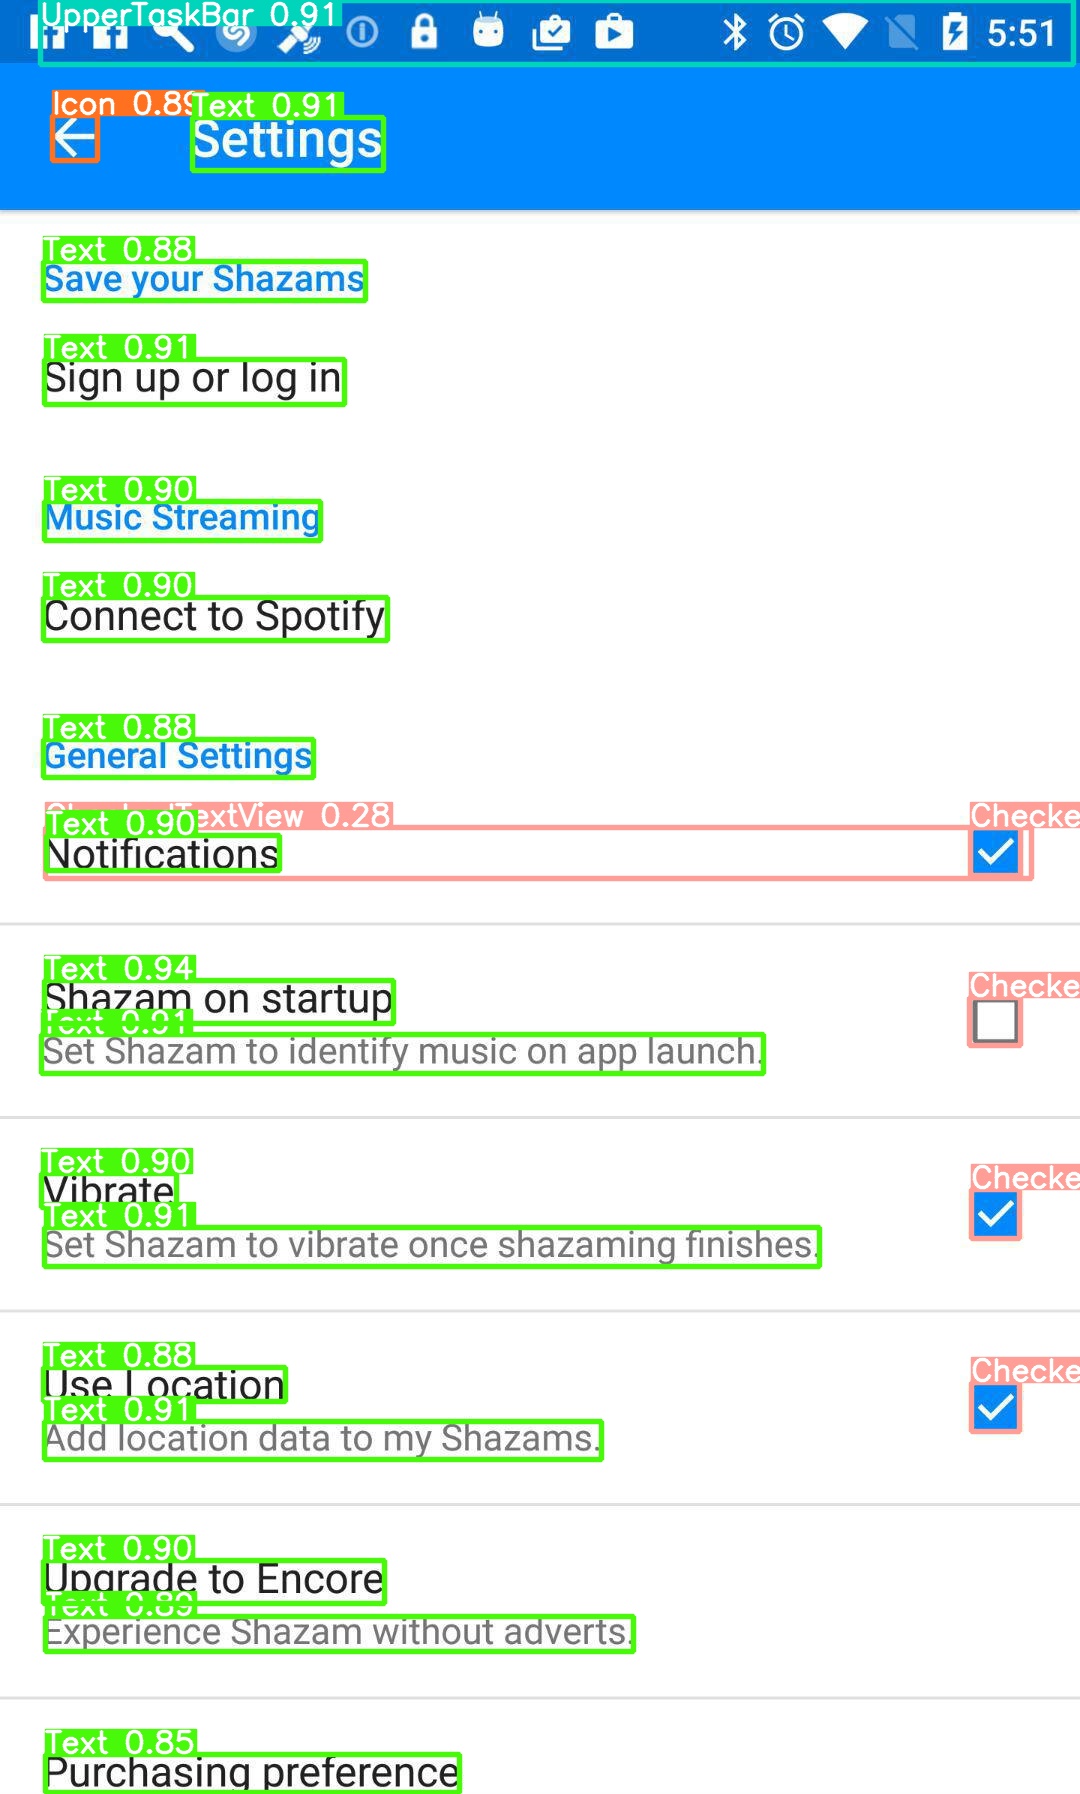 UpperTaskBar 0.91
5:51
Icon 0.89
Text 0.91
Settings
Text 0.88
Save your Shazams
Text 0.91
Sign up or log in
Text 0.90
Music Streaming
Text 0.90
Connect to Spotify
Text 0.88
General Settings
TextView 0.28
Checke
Text 0.90
Notifications
Text 0.94
Shazam on startup
Checke
Text 0.91
Set Shazam to identify music on app launch.
Text 0.90
Vibrate
Checke
Text 0.91
Set Shazam to vibrate once shazaming finishes.
Text 0.88
Use Location
Checke
Text 0.91
Add location data to my Shazams.
Text 0.90
Upgrade to Encore
Text 0.89
Experience Shazam without adverts.
Text 0.85
Purchasing preference